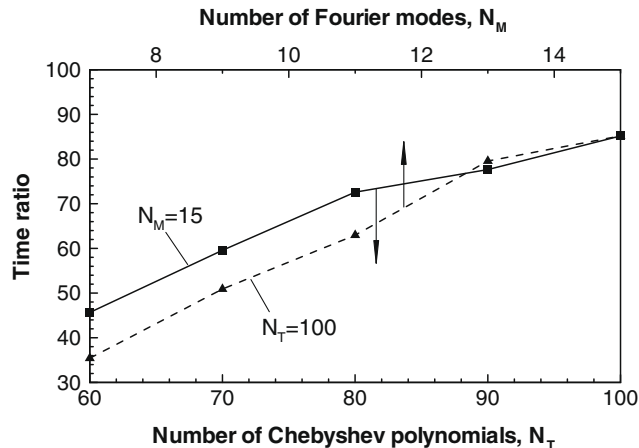 Number of Fourier modes, N_M
8 10 12 14
100
90
80
70
60
50
40
30
Time ratio
N_M=15
N_T=100
60 70 80 90 100
Number of Chebyshev polynomials, N_T